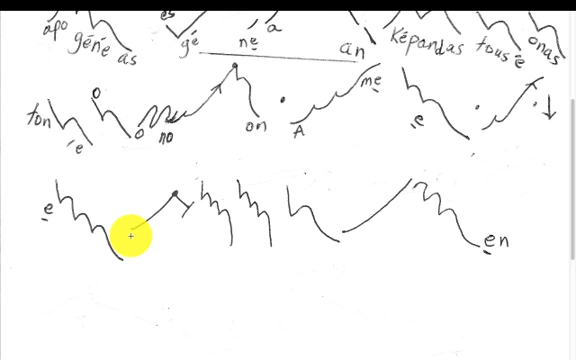 apo géné as es gé ne a an Képandas tous e onas
ton e o o no on A me e
e en